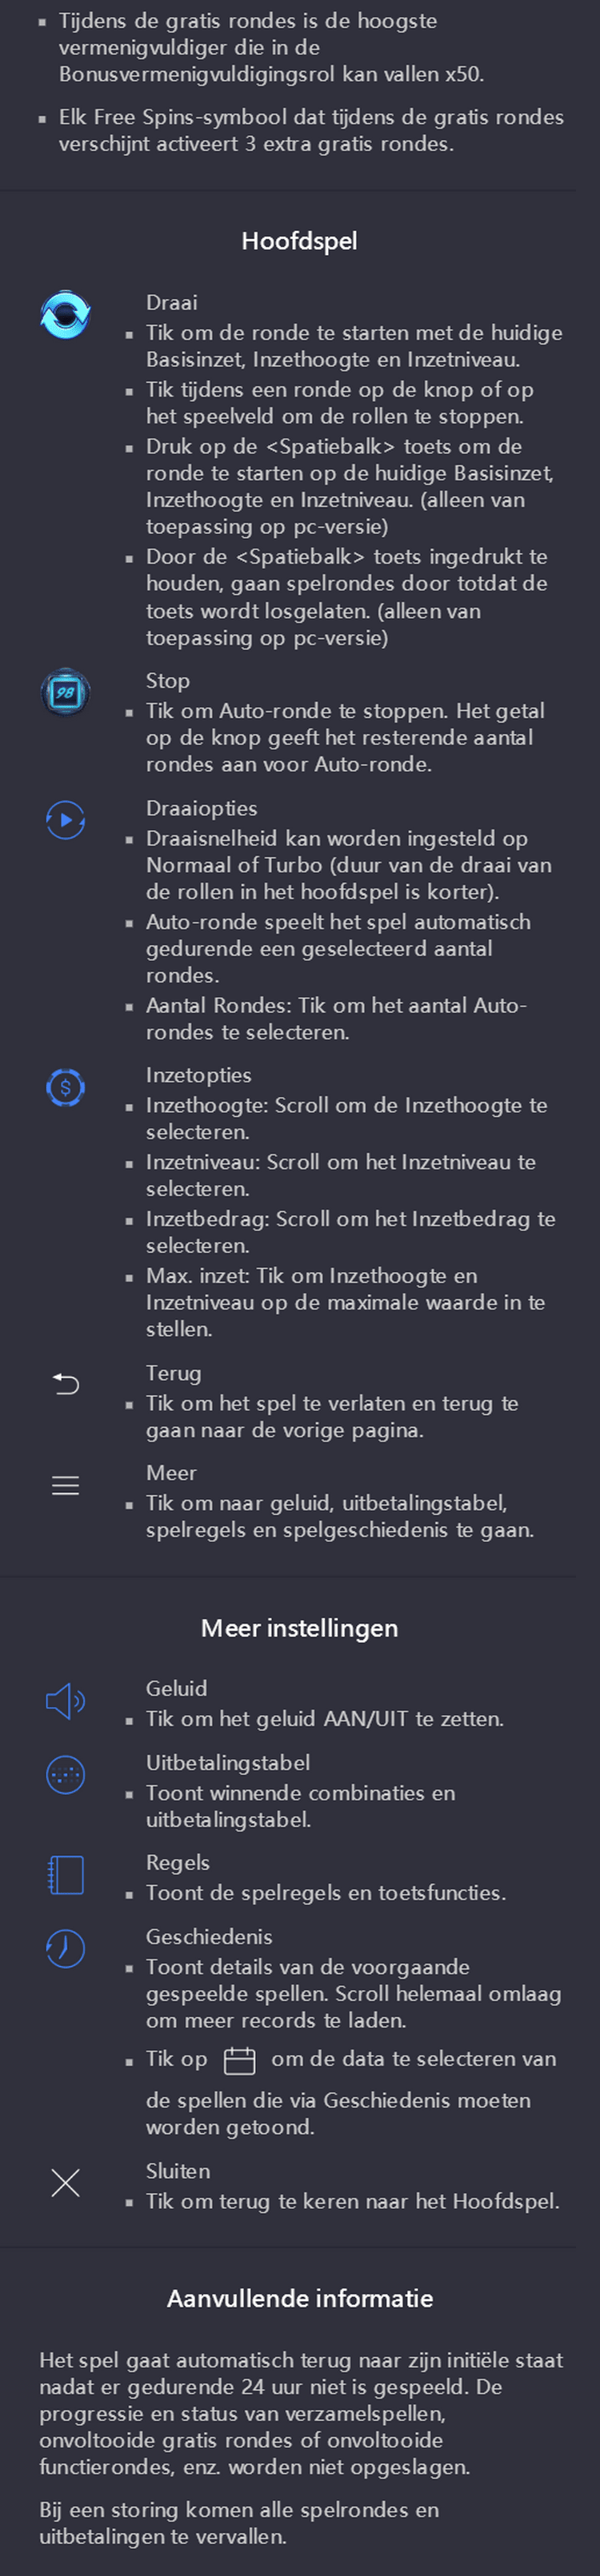 Tijdens de gratis rondes is de hoogste
vermenigvuldiger die in de
Bonusvermenigvuldigingsrol kan vallen x50.
Elk Free Spins-symbool dat tijdens de gratis rondes
verschijnt activeert 3 extra gratis rondes.
Hoofdspel
Draai
Tik om de ronde te starten met de huidige
Basisinzet, Inzethoogte en Inzetniveau.
Tik tijdens een ronde op de knop of op
het speelveld om de rollen te stoppen.
Druk op de <Spatiebalk> toets om de
ronde te starten op de huidige Basisinzet,
Inzethoogte en Inzetniveau. (alleen van
toepassing op pc-versie)
Door de <Spatiebalk> toets ingedrukt te
houden, gaan spelrondes door totdat de
toets wordt losgelaten. (alleen van
toepassing op pc-versie)
98
Stop
Tik om Auto-ronde te stoppen. Het getal
op de knop geeft het resterende aantal
rondes aan voor Auto-ronde.
Draaiopties
Draaisnelheid kan worden ingesteld op
Normaal of Turbo (duur van de draai van
de rollen in het hoofdspel is korter).
Auto-ronde speelt het spel automatisch
gedurende een geselecteerd aantal
rondes.
Aantal Rondes: Tik om het aantal Auto-
rondes te selecteren.
$
Inzetopties
Inzethoogte: Scroll om de Inzethoogte te
selecteren.
Inzetniveau: Scroll om het Inzetniveau te
selecteren.
Inzetbedrag: Scroll om het Inzetbedrag te
selecteren.
Max. inzet: Tik om Inzethoogte en
Inzetniveau op de maximale waarde in te
stellen.
Terug
Tik om het spel te verlaten en terug te
gaan naar de vorige pagina.
Meer
Tik om naar geluid, uitbetalingstabel,
spelregels en spelgeschiedenis te gaan.
Meer instellingen
Geluid
Tik om het geluid AAN/UIT te zetten.
Uitbetalingstabel
Toont winnende combinaties en
uitbetalingstabel.
Regels
Toont de spelregels en toetsfuncties.
Geschiedenis
Toont details van de voorgaande
gespeelde spellen. Scroll helemaal omlaag
om meer records te laden.
Tik op om de data te selecteren van
de spellen die via Geschiedenis moeten
worden getoond.
Sluiten
Tik om terug te keren naar het Hoofdspel.
Aanvullende informatie
Het spel gaat automatisch terug naar zijn initiële staat
nadat er gedurende 24 uur niet is gespeeld. De
progressie en status van verzamelspellen,
onvoltooide gratis rondes of onvoltooide
functierondes, enz. worden niet opgeslagen.
Bij een storing komen alle spelrondes en
uitbetalingen te vervallen.